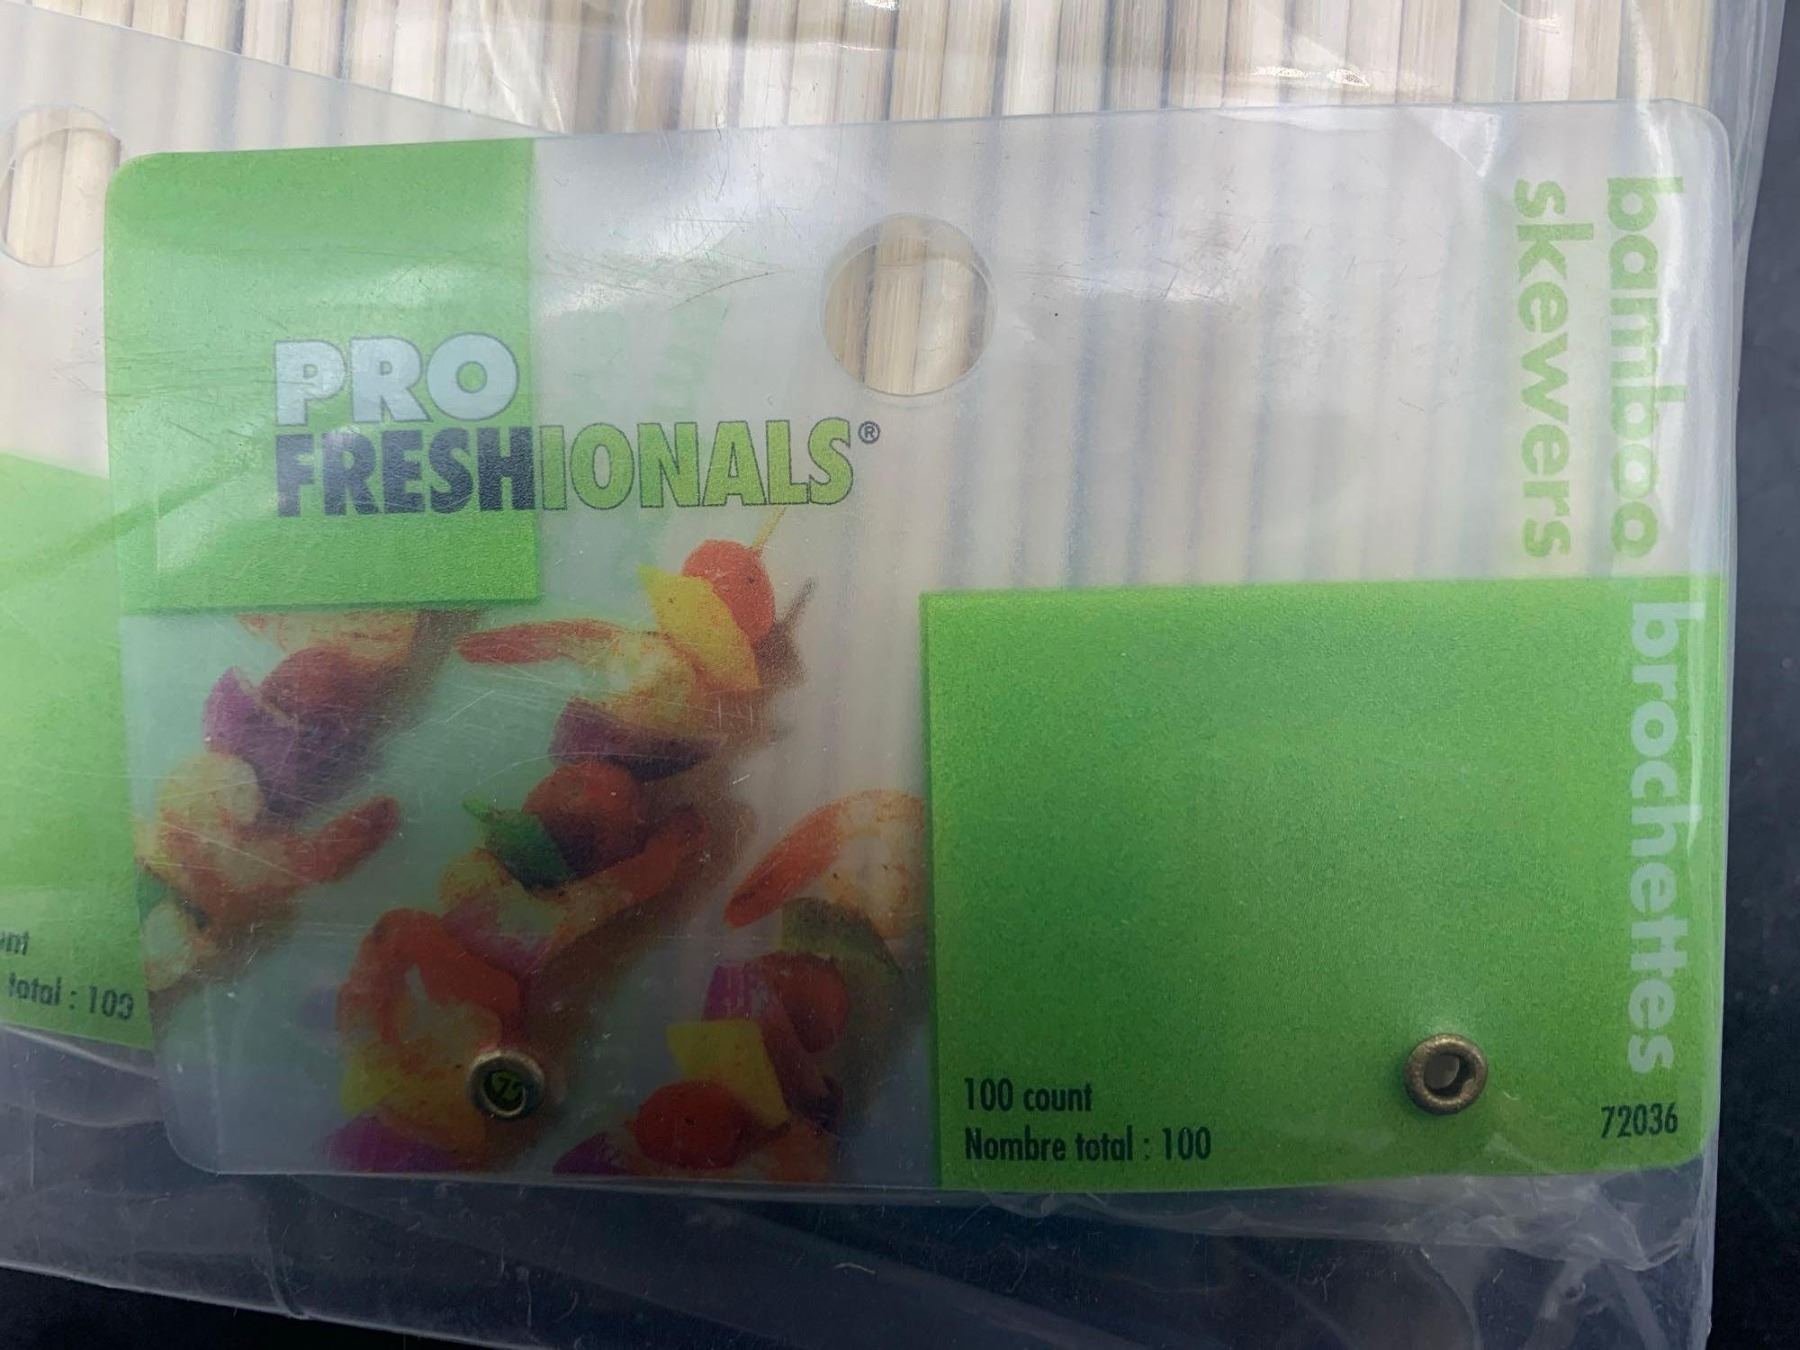 PRO
FRESHIONALS®
bamboo
skewers
brochettes
100 count
Nombre total : 100
72036
total : 100